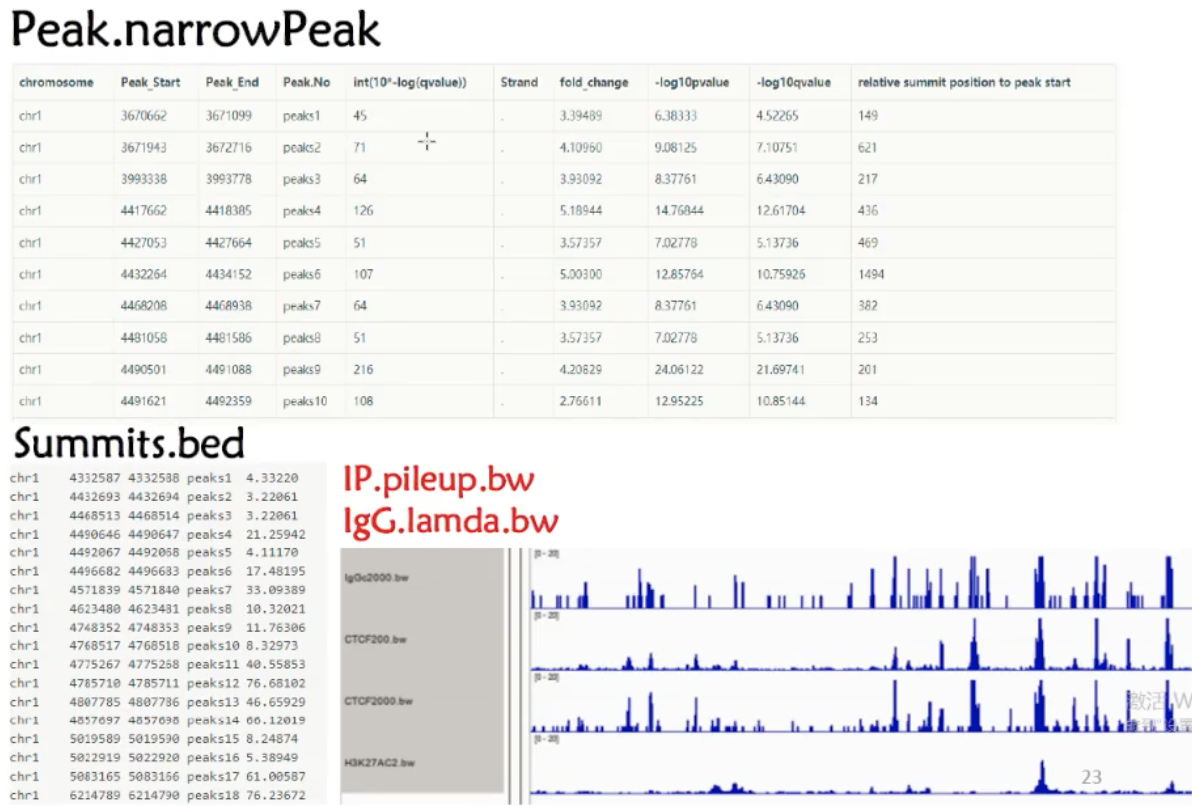 Peak.narrowPeak
chromosome Peak_Start Peak_End Peak.No int(10*-log(qvalue)) Strand fold_change -log10pvalue -log10qvalue relative summit position to peak start
chr1 3670662 3671099 peaks1 45 . 3.39489 6.38333 4.52265 149
chr1 3671943 3672716 peaks2 71 . 4.10960 9.08125 7.10751 621
chr1 3993338 3993778 peaks3 64 . 3.93092 8.37761 6.43090 217
chr1 4417662 4418385 peaks4 126 . 5.18944 14.76844 12.61704 436
chr1 4427053 4427664 peaks5 51 . 3.57357 7.02778 5.13736 469
chr1 4432264 4434152 peaks6 107 . 5.00300 12.85764 10.75926 1494
chr1 4468208 4468938 peaks7 64 . 3.93092 8.37761 6.43090 382
chr1 4481058 4481586 peaks8 51 . 3.57357 7.02778 5.13736 253
chr1 4490501 4491088 peaks9 216 . 4.20829 24.06122 21.69741 201
chr1 4491621 4492359 peaks10 108 . 2.76611 12.95225 10.85144 134
Summits.bed
chr1 4332587 4332588 peaks1 4.33220
chr1 4432693 4432694 peaks2 3.22061
chr1 4468513 4468514 peaks3 3.22061
chr1 4490646 4490647 peaks4 21.25942
chr1 4492067 4492068 peaks5 4.11170
chr1 4496682 4496683 peaks6 17.48195
chr1 4571839 4571840 peaks7 33.09389
chr1 4623480 4623481 peaks8 10.32021
chr1 4748352 4748353 peaks9 11.76306
chr1 4768517 4768518 peaks10 8.32973
chr1 4775267 4775268 peaks11 40.55853
chr1 4785710 4785711 peaks12 76.68102
chr1 4807785 4807786 peaks13 46.65929
chr1 4857697 4857698 peaks14 66.12019
chr1 5019589 5019590 peaks15 8.24874
chr1 5022919 5022920 peaks16 5.38949
chr1 5083165 5083166 peaks17 61.00587
chr1 6214789 6214790 peaks18 76.23672
IP.pileup.bw
IgG.lamda.bw
[0 - 20]
IgGc2000.bw
[0 - 20]
CTCF200.bw
[0 - 20]
CTCF2000.bw
激活 W
[0 - 20]
H3K27AC2.bw
23